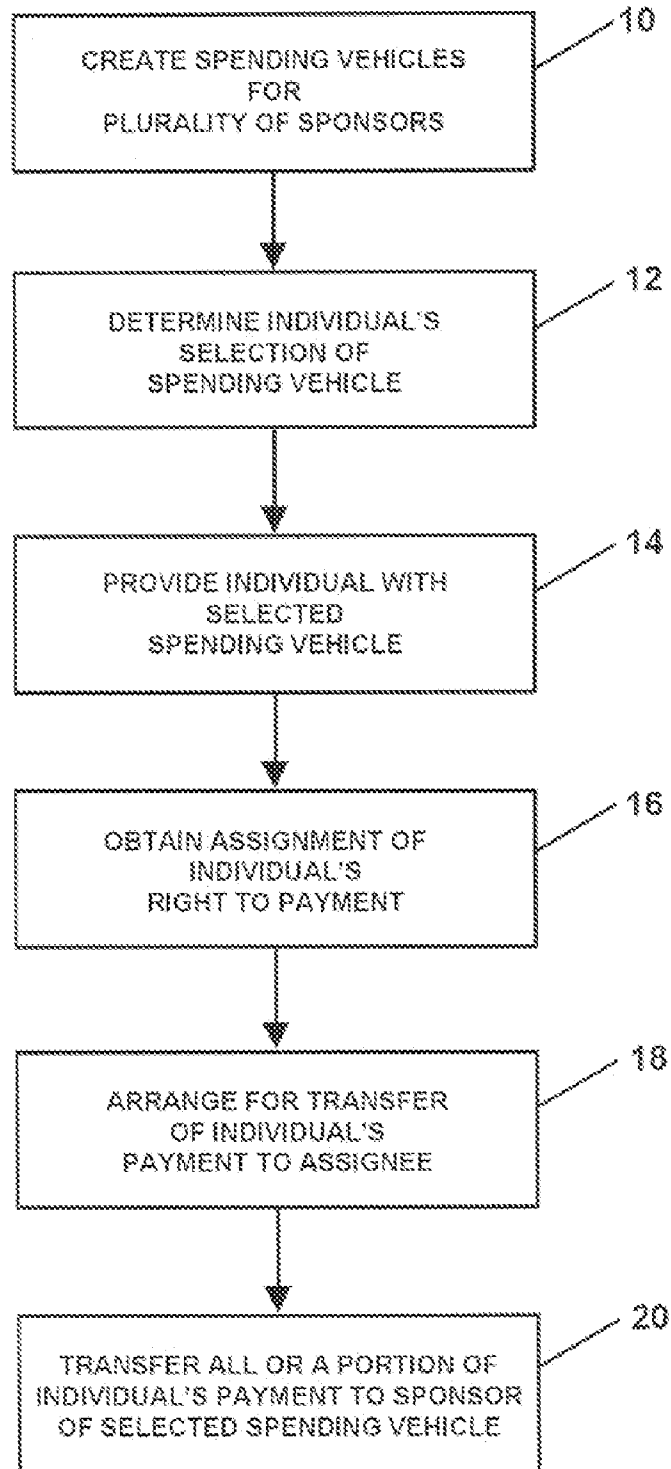 10
CREATE SPENDING VEHICLES
FOR
PLURALITY OF SPONSORS
12
DETERMINE INDIVIDUAL'S
SELECTION OF
SPENDING VEHICLE
14
PROVIDE INDIVIDUAL WITH
SELECTED
SPENDING VEHICLE
16
OBTAIN ASSIGNMENT OF
INDIVIDUAL'S
RIGHT TO PAYMENT
18
ARRANGE FOR TRANSFER
OF INDIVIDUAL'S
PAYMENT TO ASSIGNEE
20
TRANSFER ALL OR A PORTION OF
INDIVIDUAL'S PAYMENT TO SPONSOR
OF SELECTED SPENDING VEHICLE